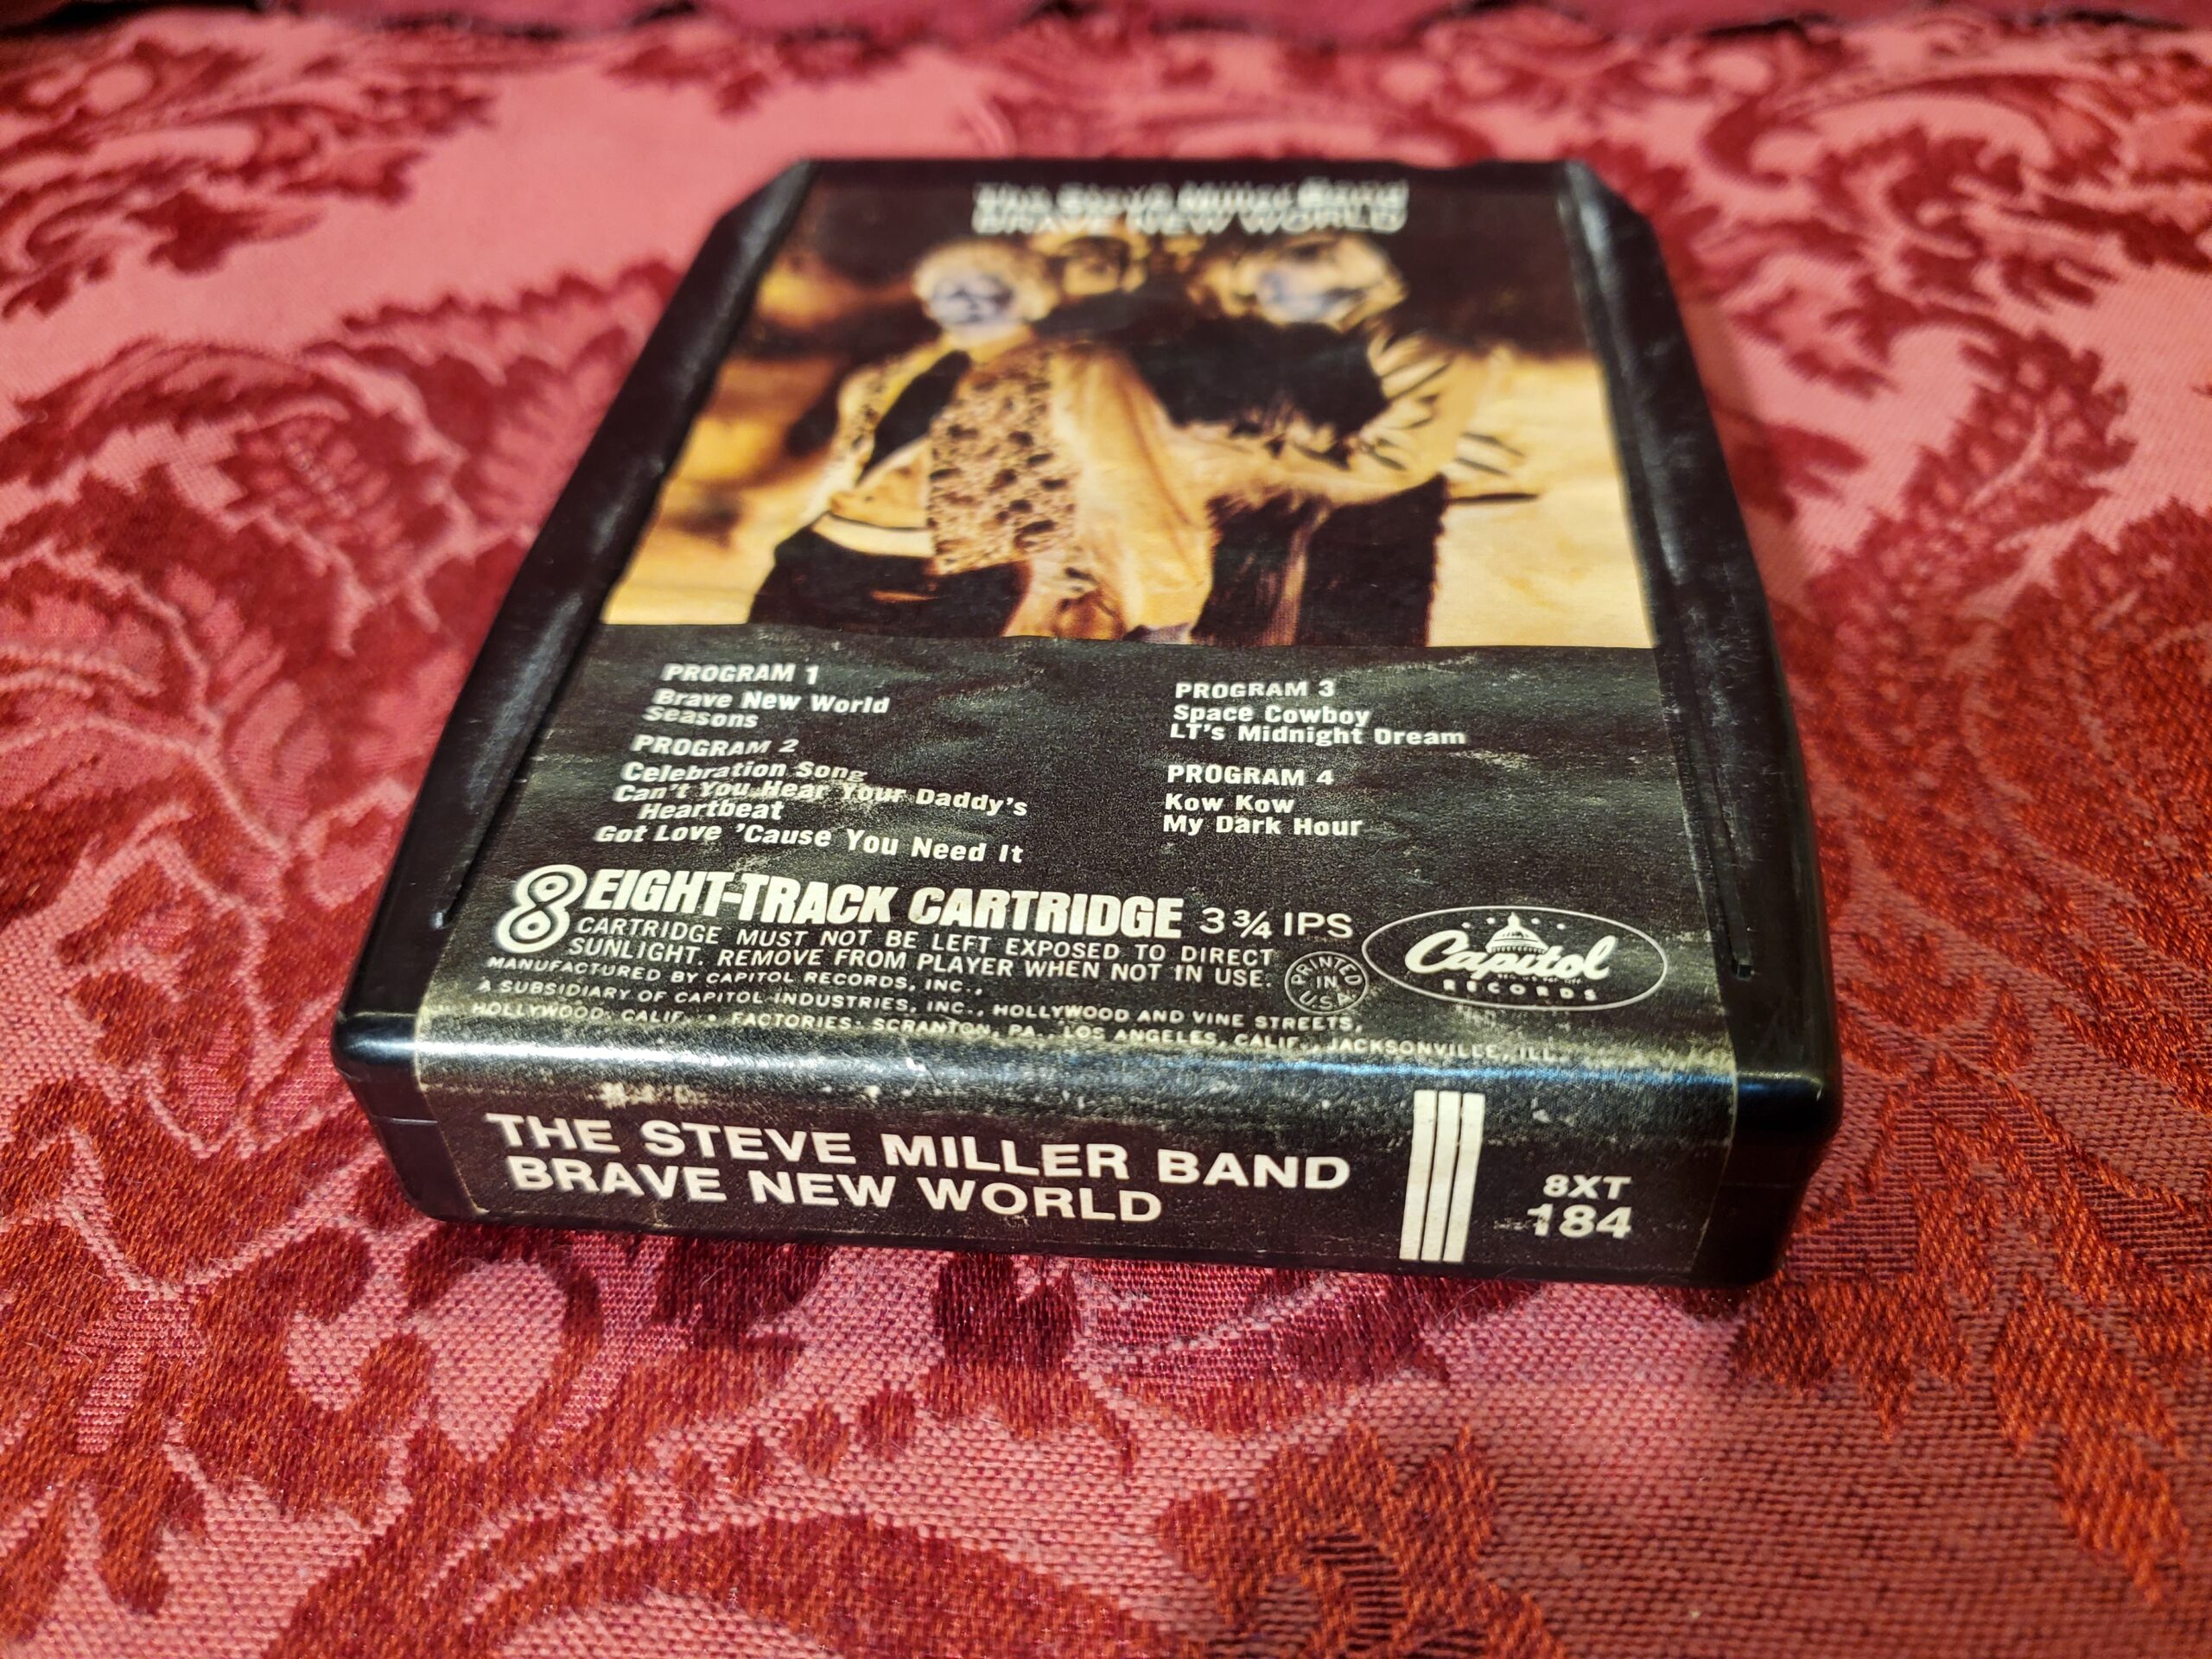 The Steve Miller Band
BRAVE NEW WORLD
PROGRAM 1
Brave New World
Seasons
PROGRAM 2
Celebration Song
Can't You Hear Your Daddy's
Heartbeat
Got Love 'Cause You Need It
PROGRAM 3
Space Cowboy
LT's Midnight Dream
PROGRAM 4
Kow Kow
My Dark Hour
8 EIGHT-TRACK CARTRIDGE 3 3/4 IPS
CARTRIDGE MUST NOT BE LEFT EXPOSED TO DIRECT
SUNLIGHT. REMOVE FROM PLAYER WHEN NOT IN USE.
MANUFACTURED BY CAPITOL RECORDS, INC.,
A SUBSIDIARY OF CAPITOL INDUSTRIES, INC., HOLLYWOOD AND VINE STREETS,
HOLLYWOOD, CALIF. • FACTORIES: SCRANTON, PA., LOS ANGELES, CALIF., JACKSONVILLE, ILL.
PRINTED
IN
U.S.A.
Capitol
RECORDS
THE STEVE MILLER BAND
BRAVE NEW WORLD
8XT
184